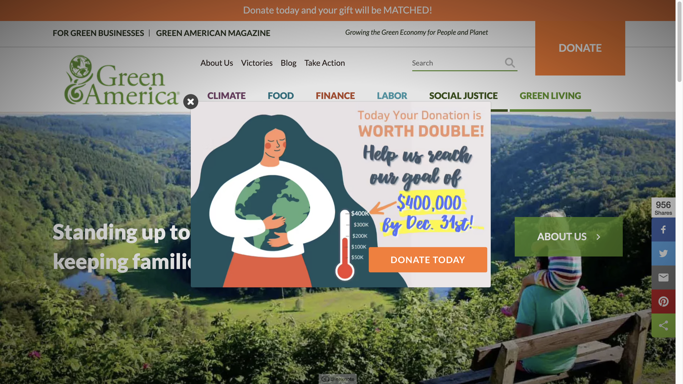 Donate today and your gift will be MATCHED!
FOR GREEN BUSINESSES | GREEN AMERICAN MAGAZINE
Growing the Green Economy for People and Planet
DONATE
Green
America
About Us Victories Blog Take Action
Search
CLIMATE FOOD FINANCE LABOR SOCIAL JUSTICE GREEN LIVING
Today Your Donation is
WORTH DOUBLE!
Help us reach
our goal of
$400,000
by Dec. 31st!
$400K
$300K
$200K
$100K
$50K
DONATE TODAY
Standing up to
keeping famili
ABOUT US
956
Shares